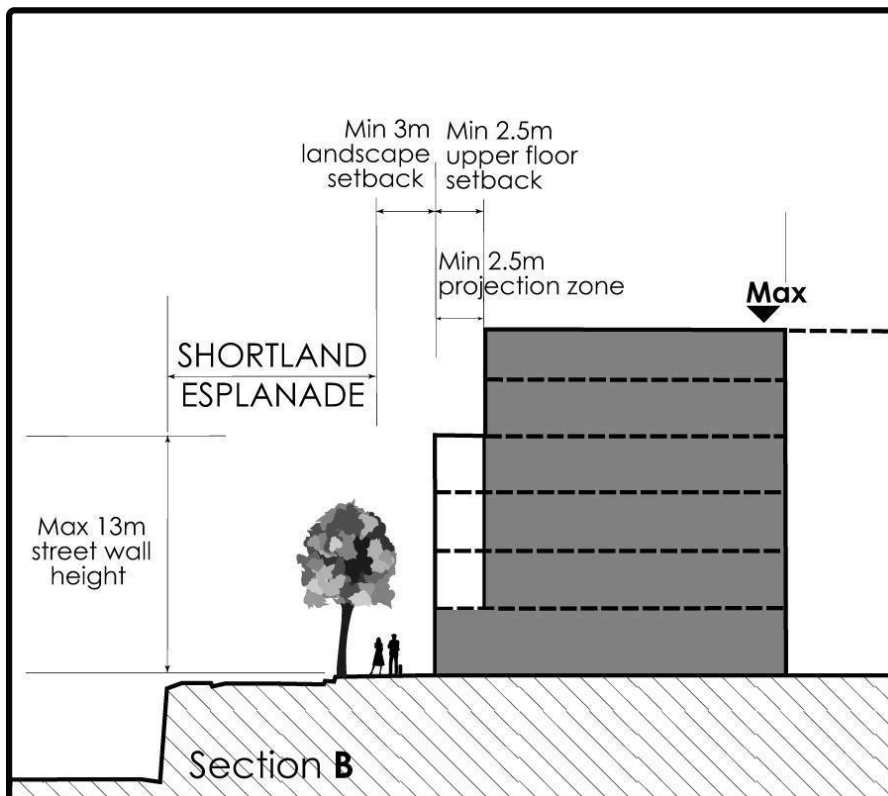 Min 3m
landscape
setback
Min 2.5m
upper floor
setback
Min 2.5m
projection zone
Max
SHORTLAND
ESPLANADE
Max 13m
street wall
height
Section B